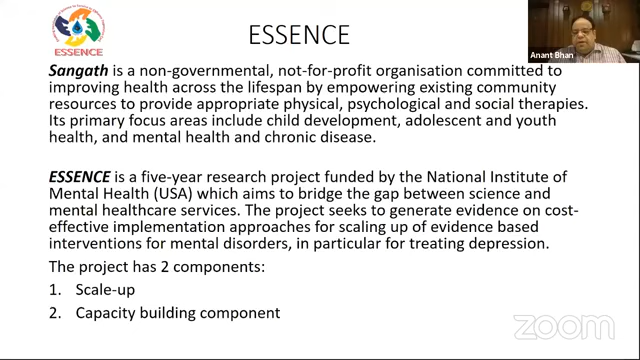 ESSENCE
ESSENCE
Anant Bhan
Sangath is a non-governmental, not-for-profit organisation committed to
improving health across the lifespan by empowering existing community
resources to provide appropriate physical, psychological and social therapies.
Its primary focus areas include child development, adolescent and youth
health, and mental health and chronic disease.
ESSENCE is a five-year research project funded by the National Institute of
Mental Health (USA) which aims to bridge the gap between science and
mental healthcare services. The project seeks to generate evidence on cost-
effective implementation approaches for scaling up of evidence based
interventions for mental disorders, in particular for treating depression.
The project has 2 components:
1. Scale-up
2. Capacity building component
zoom